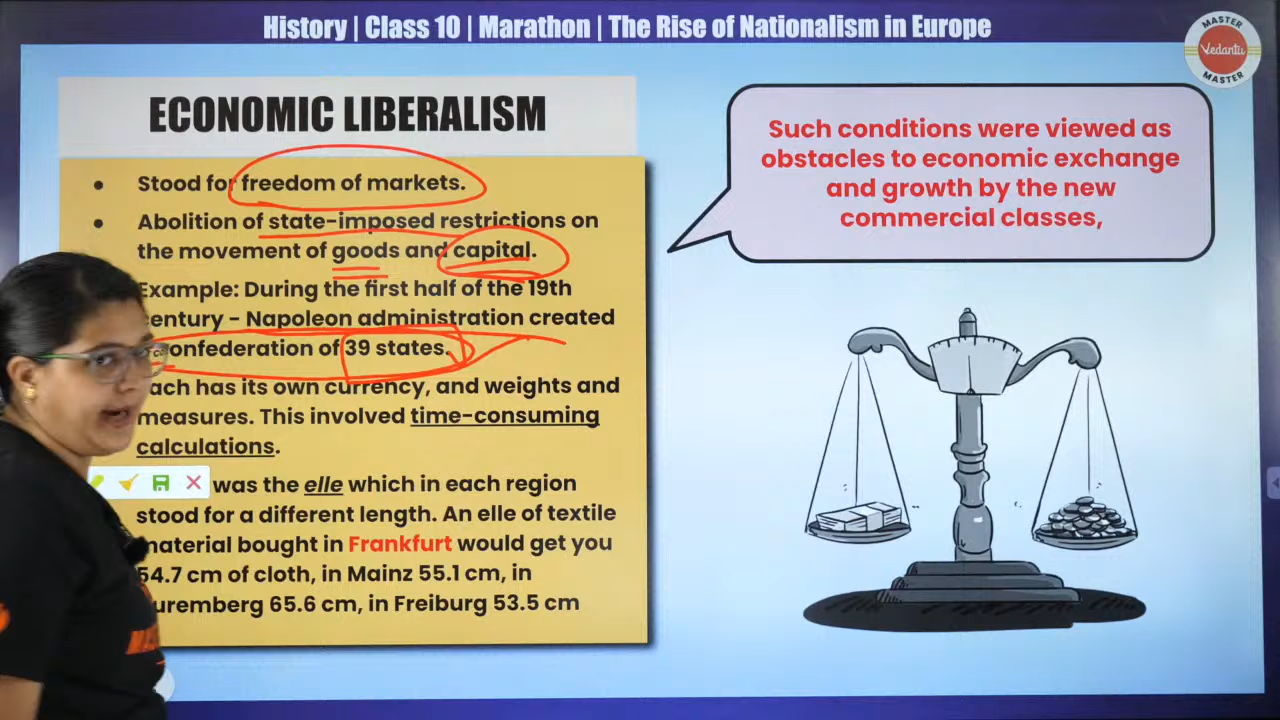 History | Class 10 | Marathon | The Rise of Nationalism in Europe
MASTER
Vedantu
MASTER
ECONOMIC LIBERALISM
• Stood for freedom of markets.
• Abolition of state-imposed restrictions on
the movement of goods and capital.
Example: During the first half of the 19th
century - Napoleon administration created
confederation of 39 states.
Each has its own currency, and weights and
measures. This involved time-consuming
calculations.
was the elle which in each region
stood for a different length. An elle of textile
material bought in Frankfurt would get you
54.7 cm of cloth, in Mainz 55.1 cm, in
Nuremberg 65.6 cm, in Freiburg 53.5 cm
Such conditions were viewed as
obstacles to economic exchange
and growth by the new
commercial classes,